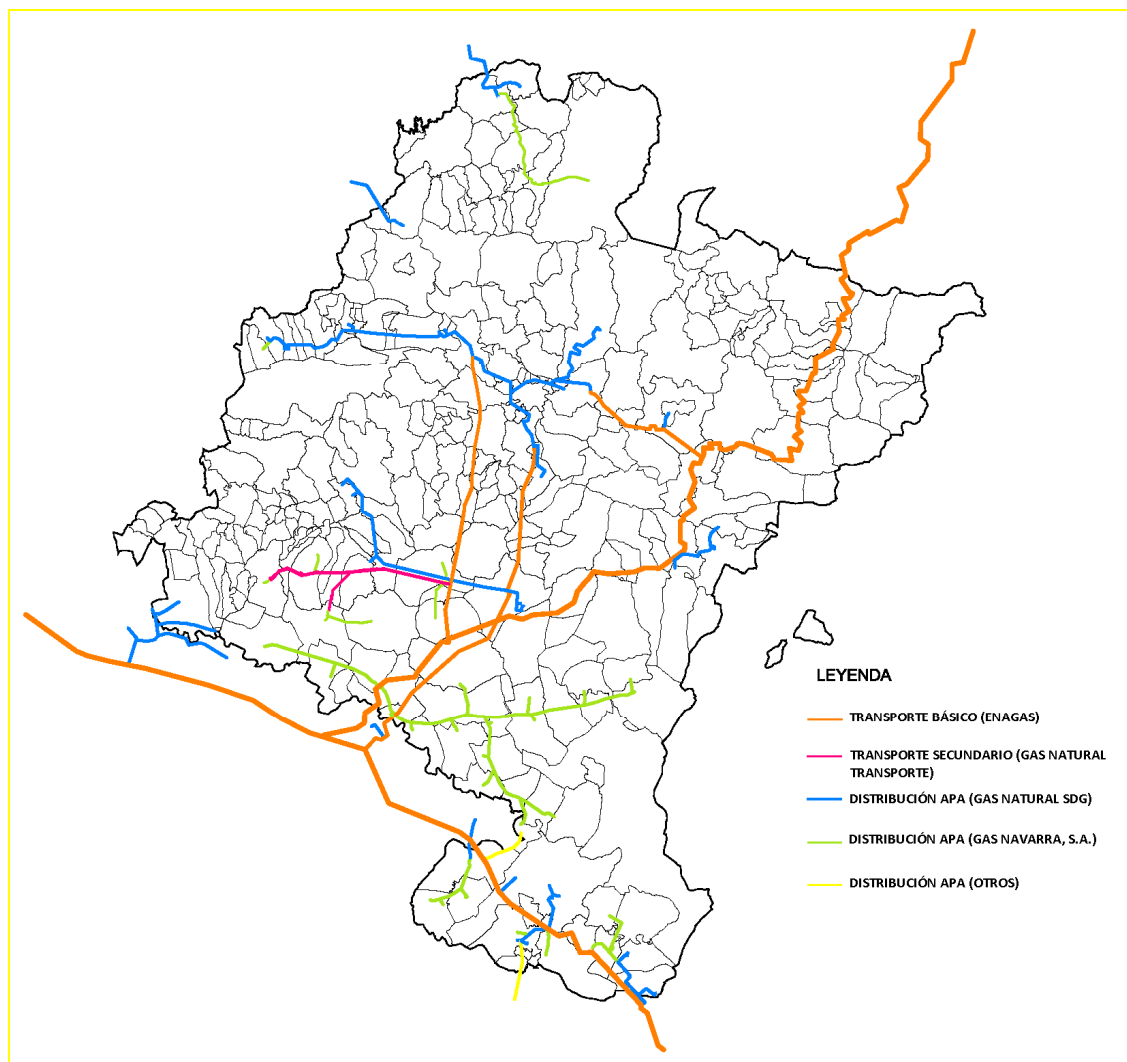 LEYENDA
TRANSPORTE BÁSICO (ENAGAS)
TRANSPORTE SECUNDARIO (GAS NATURAL
TRANSPORTE)
DISTRIBUCIÓN APA (GAS NATURAL SDG)
DISTRIBUCIÓN APA (GAS NAVARRA, S.A.)
DISTRIBUCIÓN APA (OTROS)